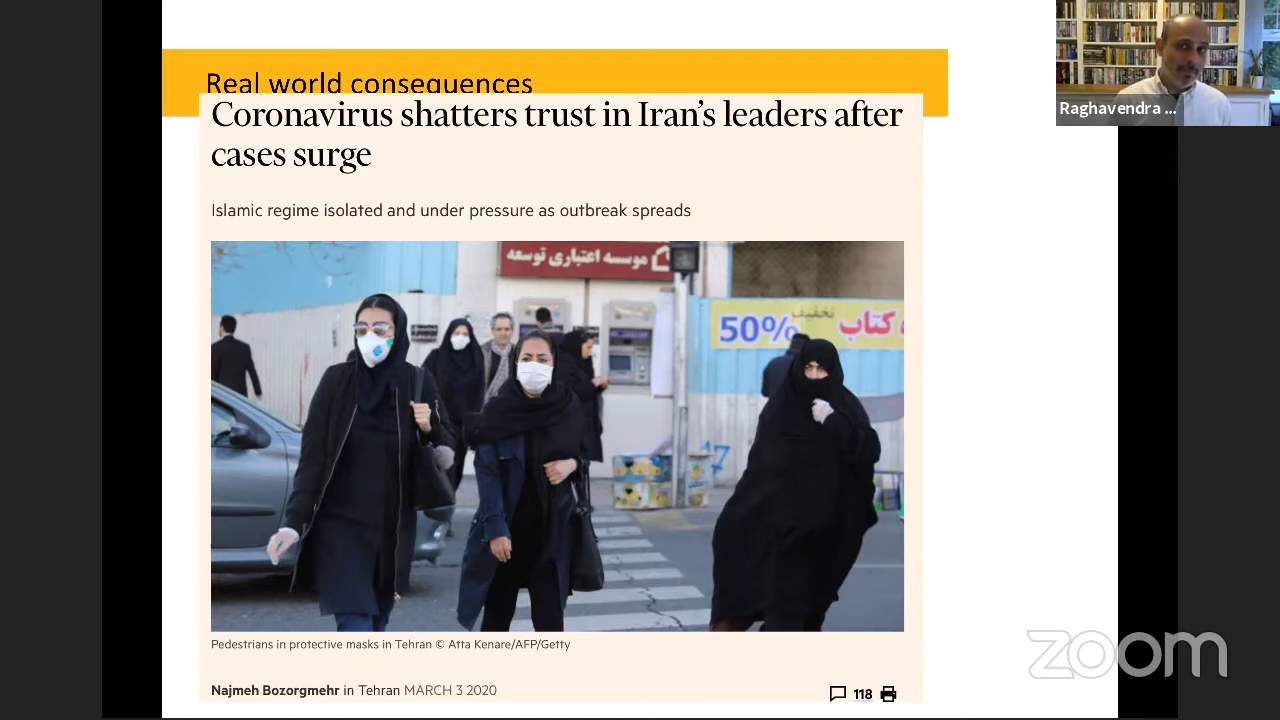 Real world consequences
Raghavendra ...
Coronavirus shatters trust in Iran's leaders after
cases surge
Islamic regime isolated and under pressure as outbreak spreads
موسسه اعتباری توسعه
50%
تخفیف
کتاب
Pedestrians in protective masks in Tehran © Atta Kenare/AFP/Getty
Najmeh Bozorgmehr in Tehran MARCH 3 2020
118
zoom